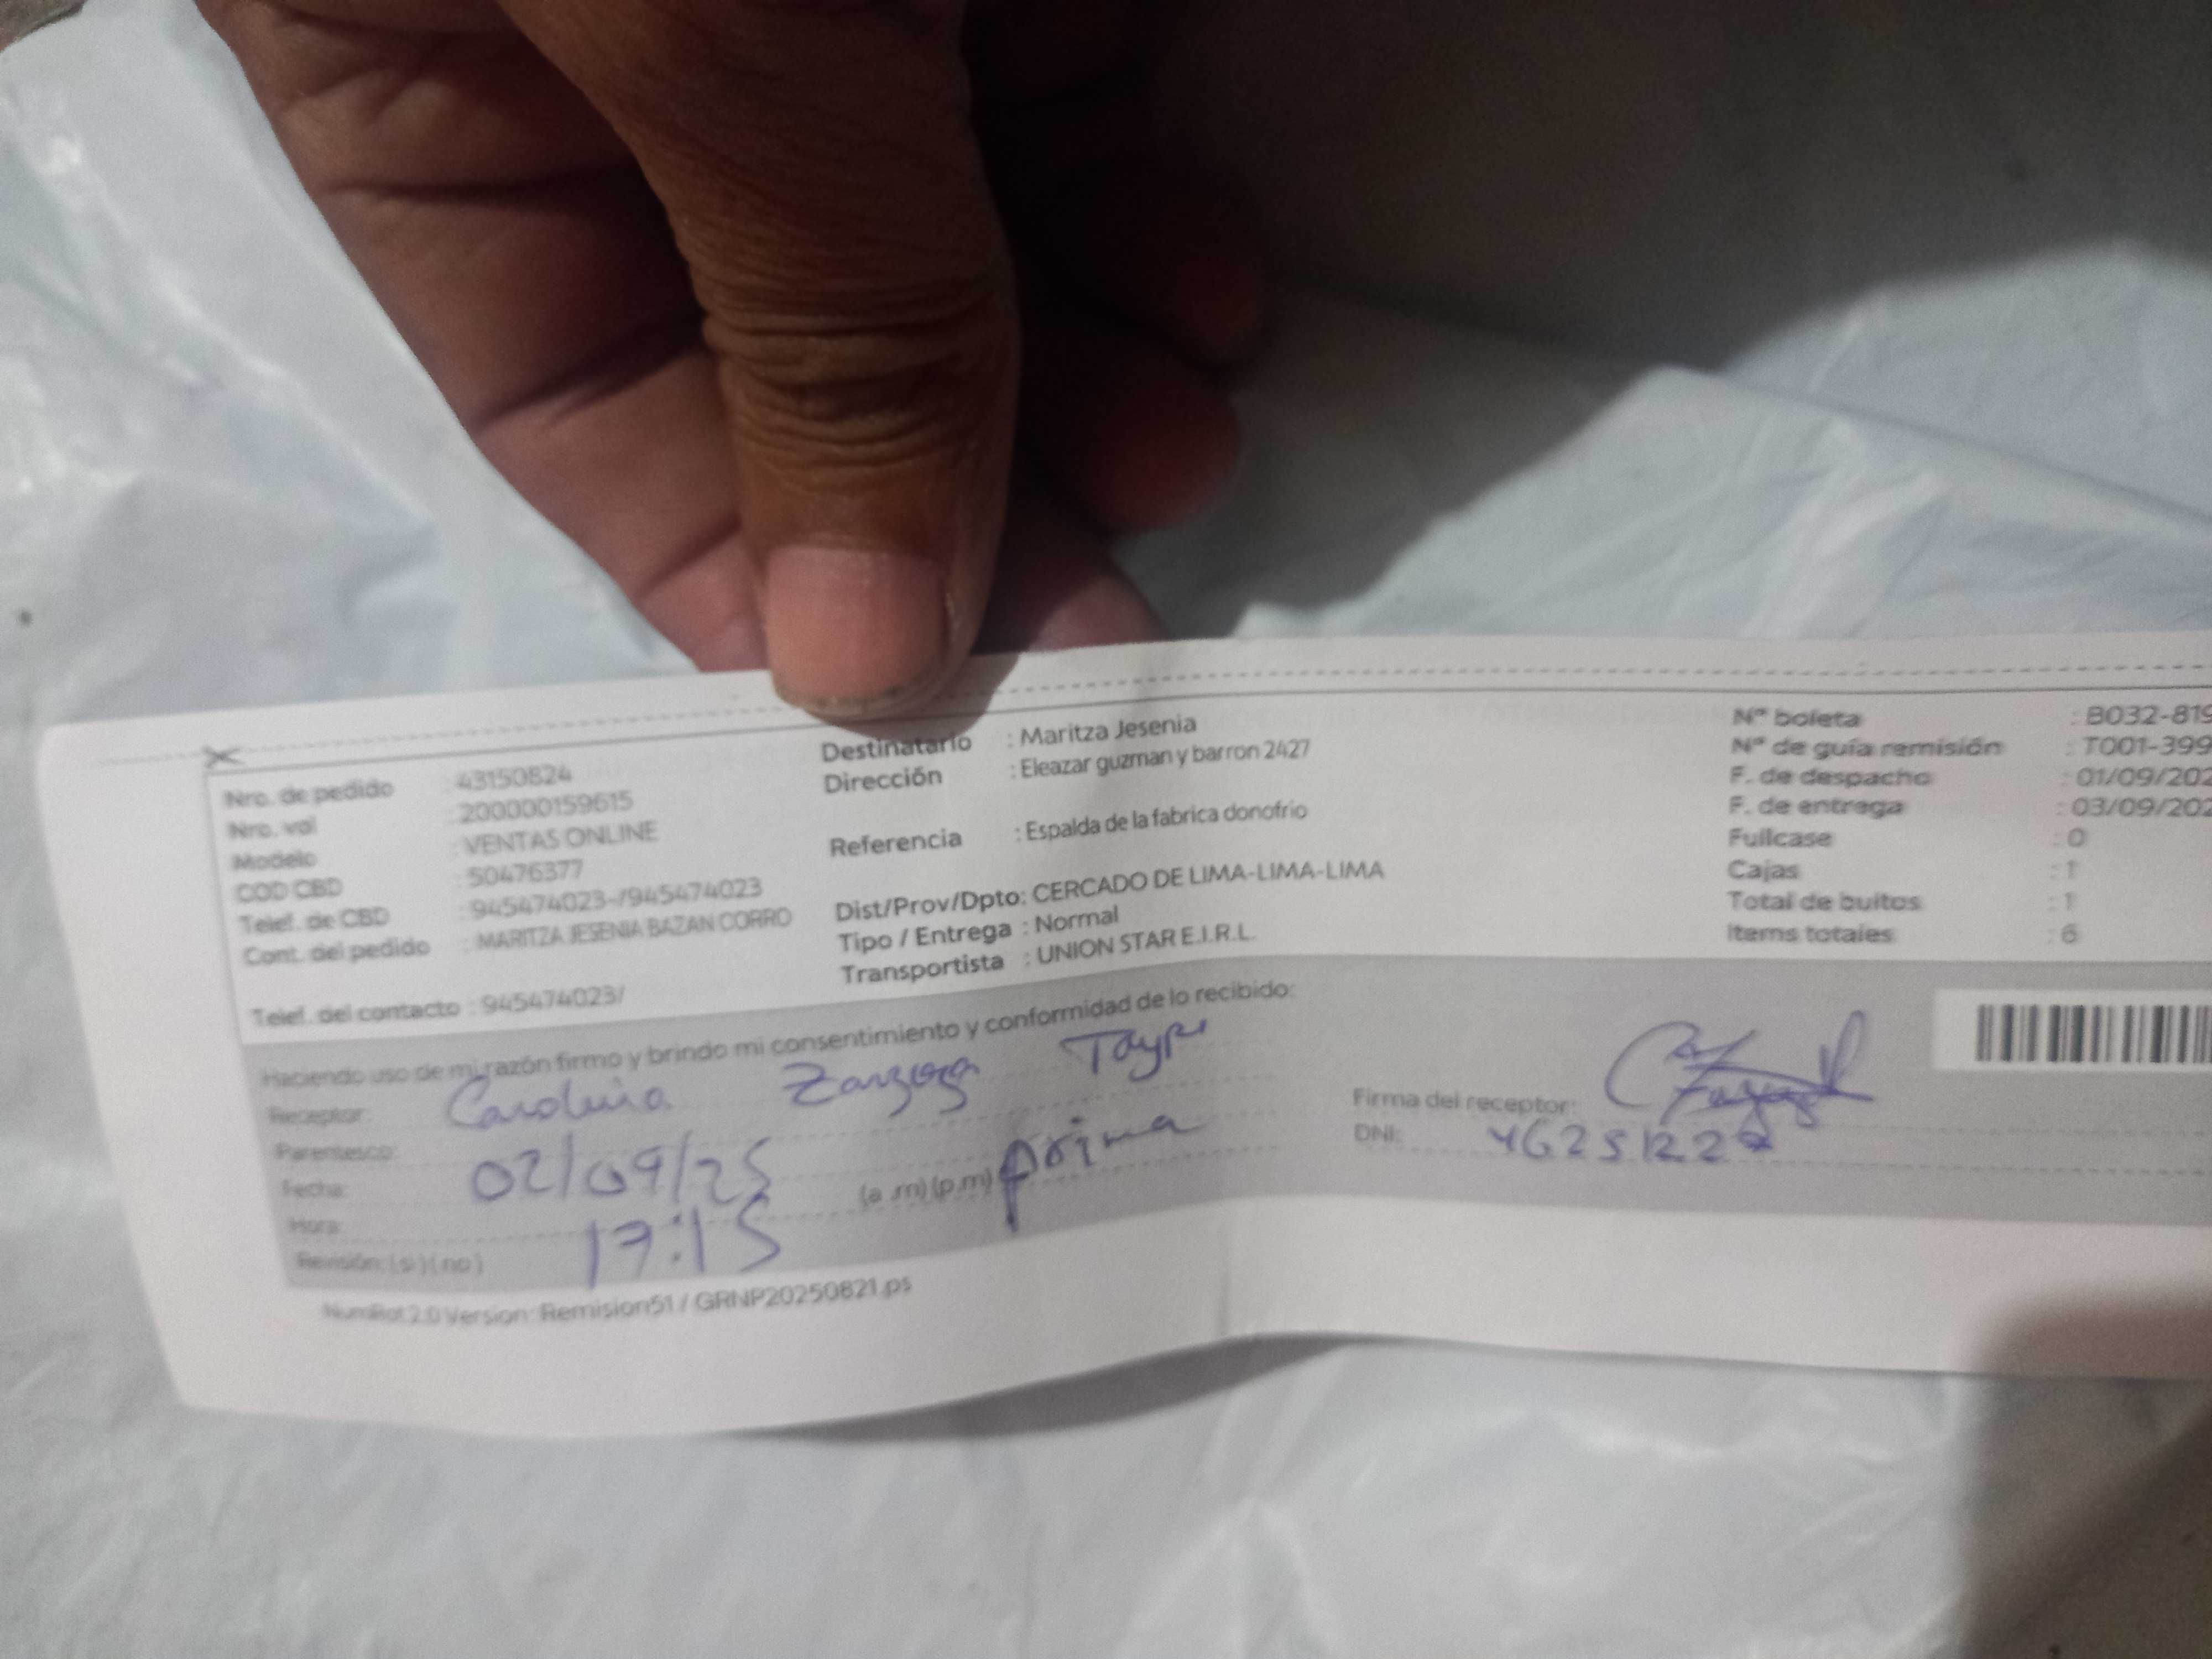 Nro. de pedido : 43150824
Nro. val : 200000159615
Modelo : VENTAS ONLINE
COD CBD : 50476377
Telef. de CBD : 945474023-/945474023
Cont. del pedido : MARITZA JESENIA BAZAN CORRO
Telef. del contacto : 945474023/
Destinatario : Maritza Jesenia
Dirección : Eleazar guzman y barron 2427
Referencia : Espalda de la fabrica donofrio
Dist/Prov/Dpto: CERCADO DE LIMA-LIMA-LIMA
Tipo / Entrega : Normal
Transportista : UNION STAR E.I.R.L.
N° boleta : B032-819
N° de guía remisión : T001-399
F. de despacho : 01/09/202
F. de entrega : 03/09/202
Fullcase : 0
Cajas : 1
Total de bultos : 1
Items totales : 6
Haciendo uso de mi razón firmo y brindo mi consentimiento y conformidad de lo recibido:
Receptor: Carolina Zarzoza
Parentesco: prima
Fecha: 02/09/25
Hora: 17:15 (a .m) (p.m)
Revisión: (si) (no)
Firma del receptor:
DNI:
NumRot 2.0 Version: Remision51 / GRNP20250821.ps